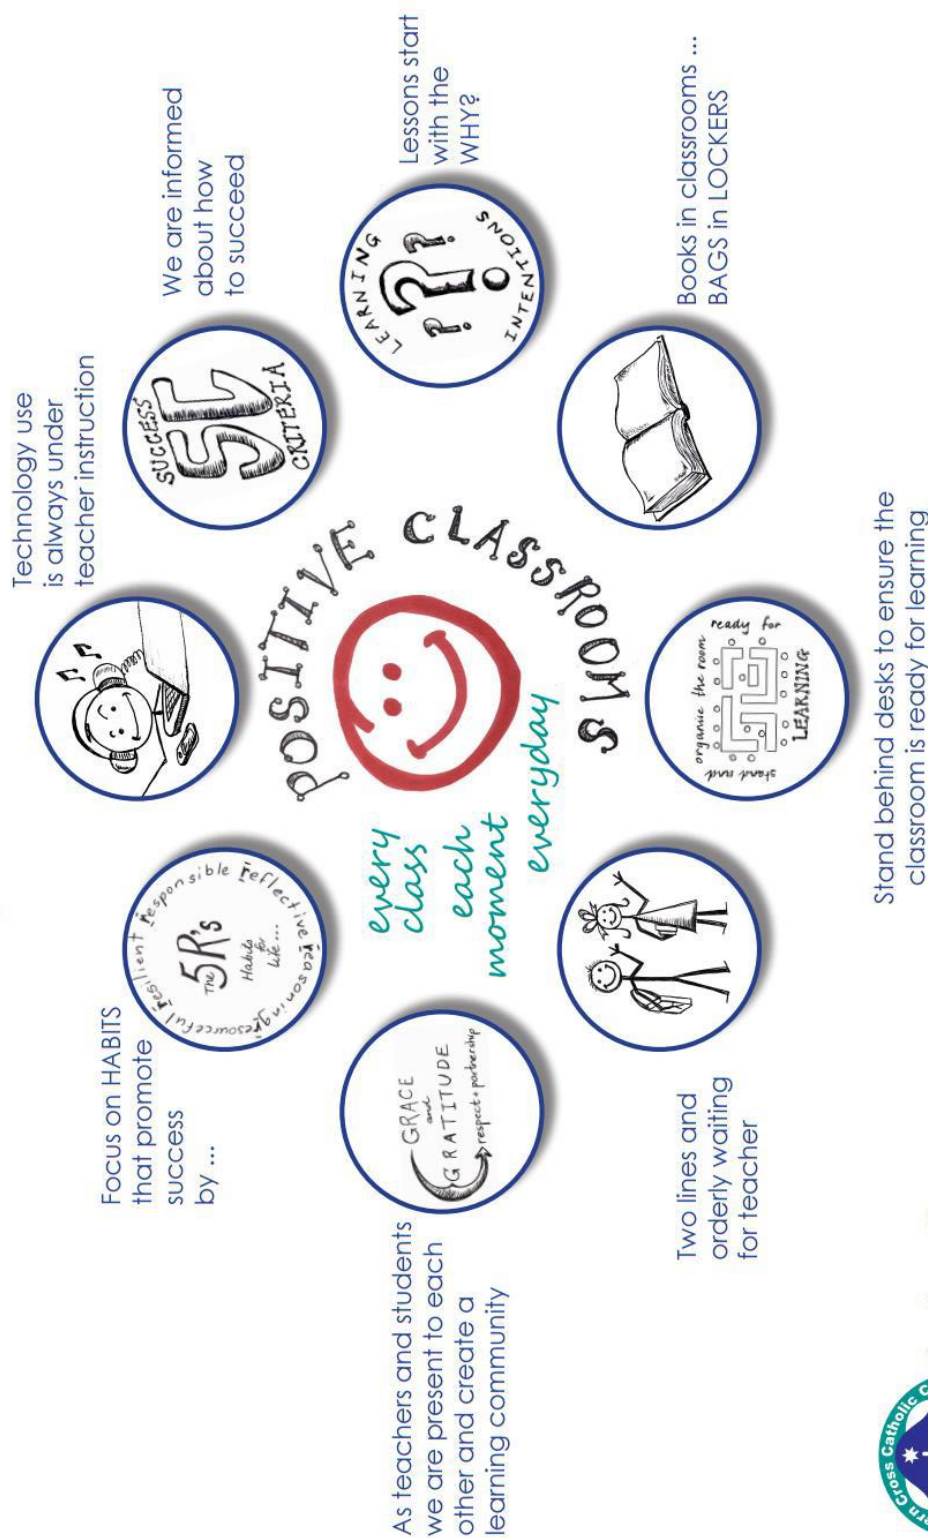 Technology use
is always under
teacher instruction
Focus on HABITS
that promote
success
by ...
We are informed
about how
to succeed
The
5R's
Habits
for
Life...
resourceful resilient responsible reflective reasoning
SUCCESS
SC
CRITERIA
As teachers and students
we are present to each
other and create a
learning community
GRACE
and
GRATITUDE
respect + partnership
every
class
each
moment
everyday
POSITIVE CLASSROOMS
LEARNING
? ? ?
INTENTIONS
Lessons start
with the
WHY?
Two lines and
orderly waiting
for teacher
Books in classrooms ...
BAGS in LOCKERS
stand and organise the room ready for
LEARNING
Stand behind desks to ensure the
classroom is ready for learning
ern Cross Catholic C